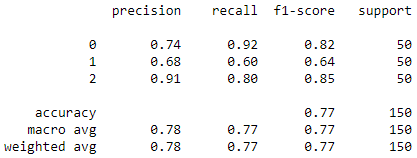 precision recall f1-score support
0 0.74 0.92 0.82 50
1 0.68 0.60 0.64 50
2 0.91 0.80 0.85 50
accuracy 0.77 150
macro avg 0.78 0.77 0.77 150
weighted avg 0.78 0.77 0.77 150